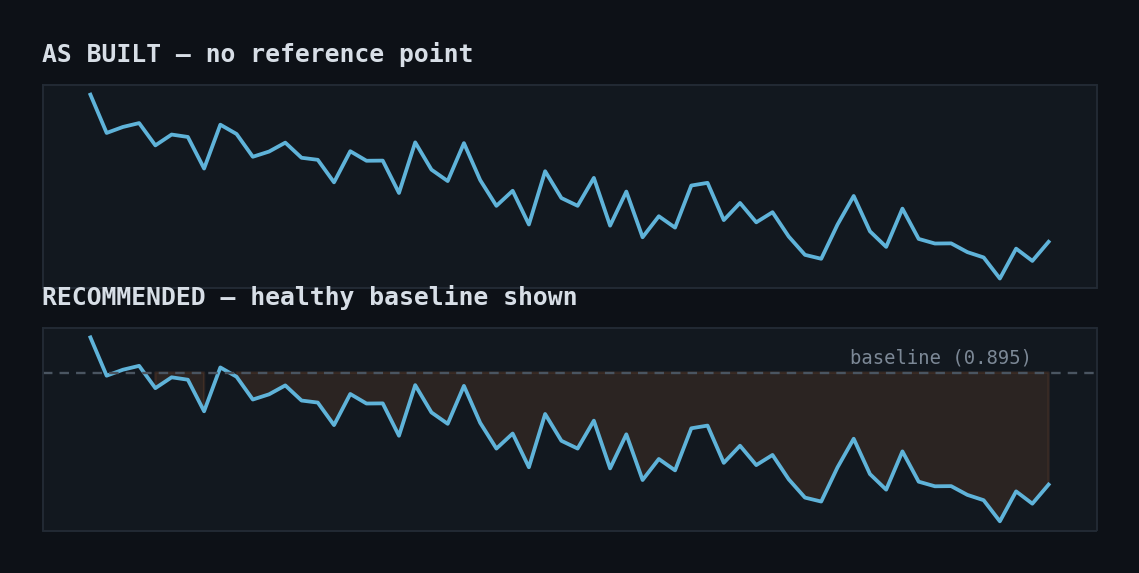 AS BUILT — no reference point
RECOMMENDED — healthy baseline shown
baseline (0.895)